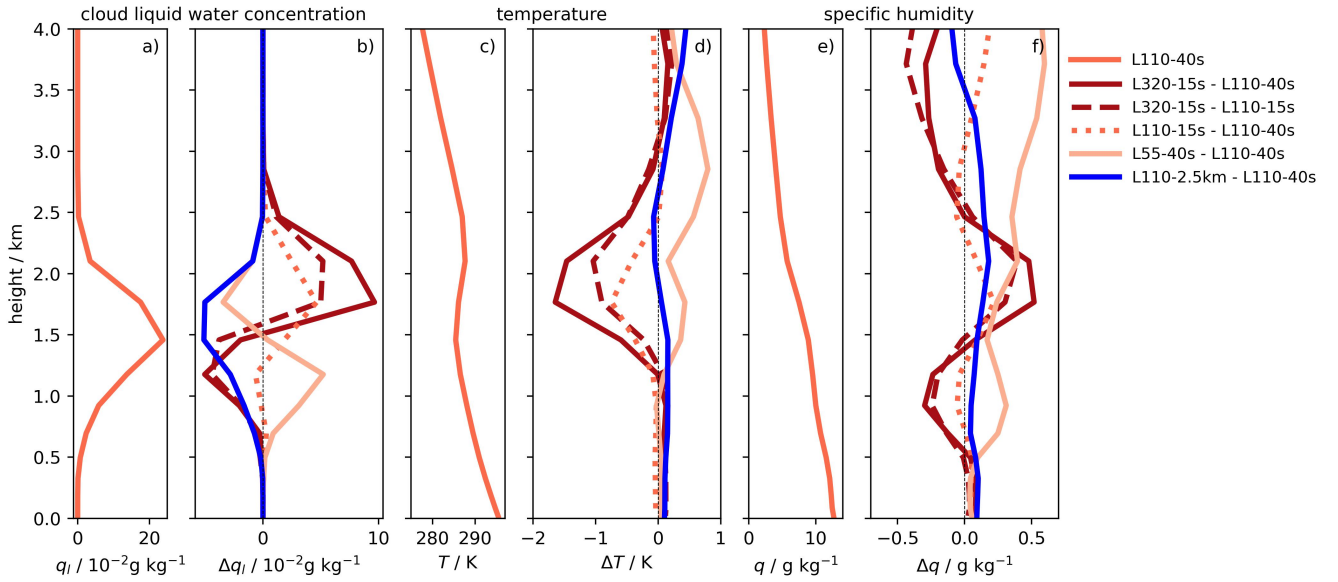 cloud liquid water concentration
temperature
specific humidity
a)
b)
c)
d)
e)
f)
height / km
4.0
3.5
3.0
2.5
2.0
1.5
1.0
0.5
0.0
0 20
0 10
280 290
−2 −1 0 1
0 10
−0.5 0.0 0.5
qₗ / 10⁻²g kg⁻¹
Δqₗ / 10⁻²g kg⁻¹
T / K
ΔT / K
q / g kg⁻¹
Δq / g kg⁻¹
L110-40s
L320-15s - L110-40s
L320-15s - L110-15s
L110-15s - L110-40s
L55-40s - L110-40s
L110-2.5km - L110-40s